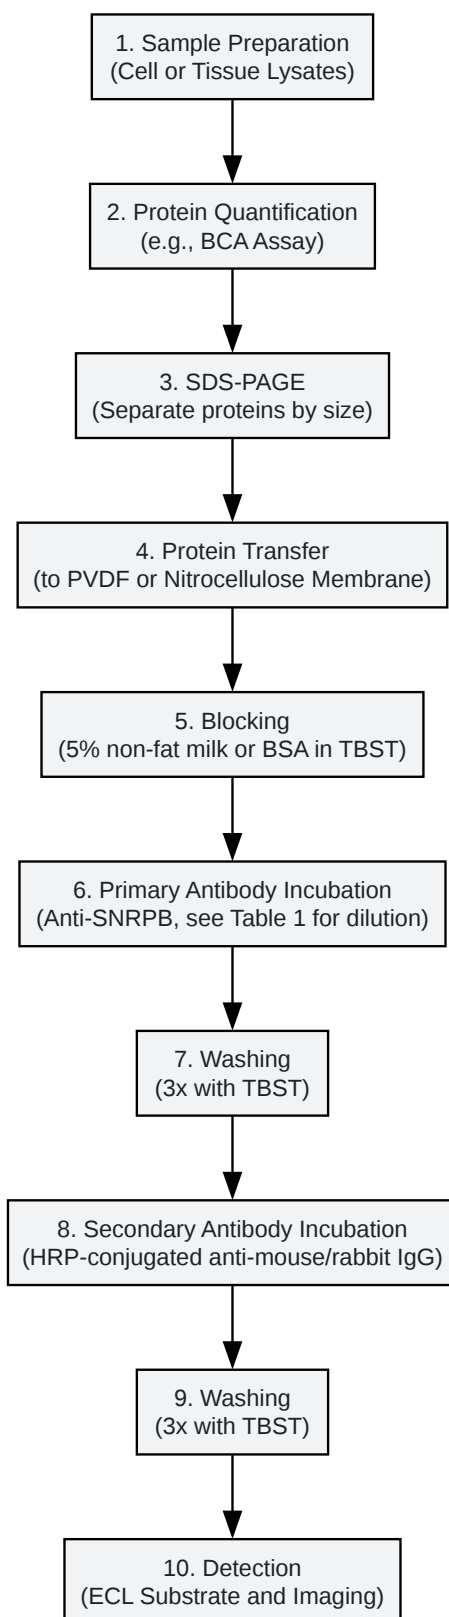 1. Sample Preparation
(Cell or Tissue Lysates)
2. Protein Quantification
(e.g., BCA Assay)
3. SDS-PAGE
(Separate proteins by size)
4. Protein Transfer
(to PVDF or Nitrocellulose Membrane)
5. Blocking
(5% non-fat milk or BSA in TBST)
6. Primary Antibody Incubation
(Anti-SNRPB, see Table 1 for dilution)
7. Washing
(3x with TBST)
8. Secondary Antibody Incubation
(HRP-conjugated anti-mouse/rabbit IgG)
9. Washing
(3x with TBST)
10. Detection
(ECL Substrate and Imaging)